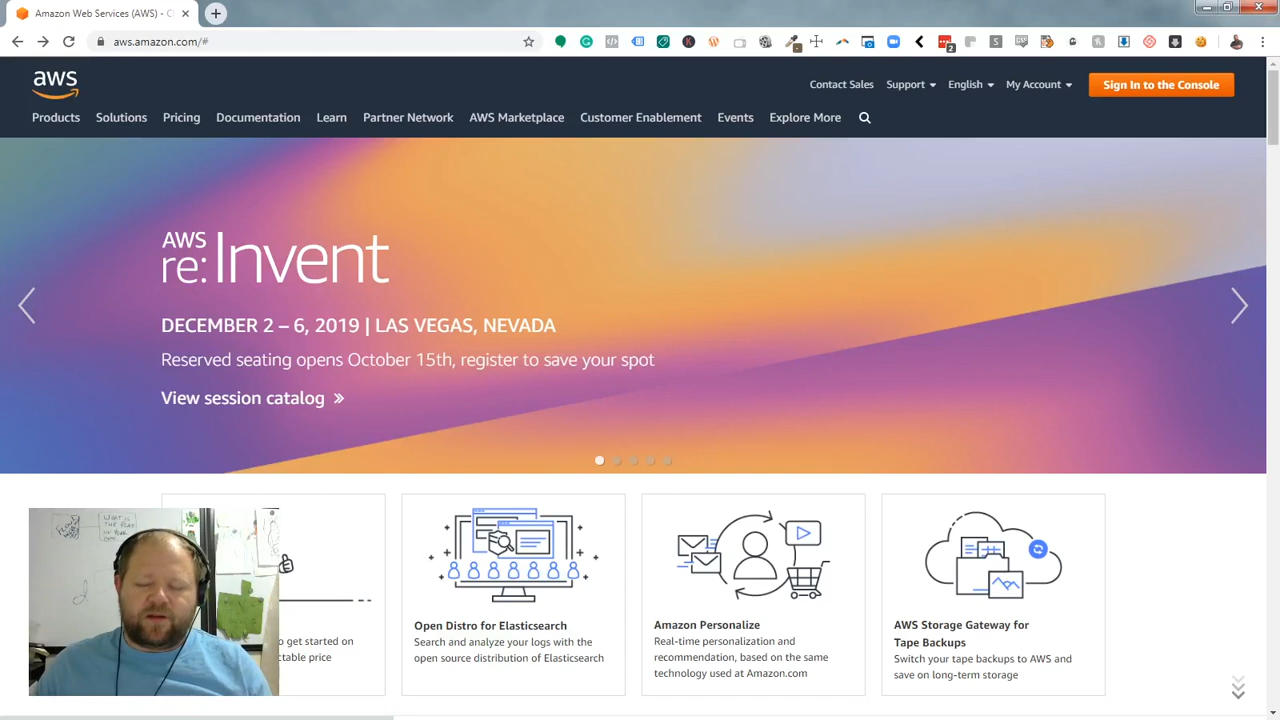 Amazon Web Services (AWS) - C
aws.amazon.com/#
2
aws
Contact Sales Support English My Account Sign In to the Console
Products Solutions Pricing Documentation Learn Partner Network AWS Marketplace Customer Enablement Events Explore More
AWS
re:Invent
DECEMBER 2 – 6, 2019 | LAS VEGAS, NEVADA
Reserved seating opens October 15th, register to save your spot
View session catalog »
WHAT IS
Open Distro for Elasticsearch
Search and analyze your logs with the
open source distribution of Elasticsearch
Amazon Personalize
Real-time personalization and
recommendation, based on the same
technology used at Amazon.com
AWS Storage Gateway for
Tape Backups
Switch your tape backups to AWS and
save on long-term storage
to get started on
table price